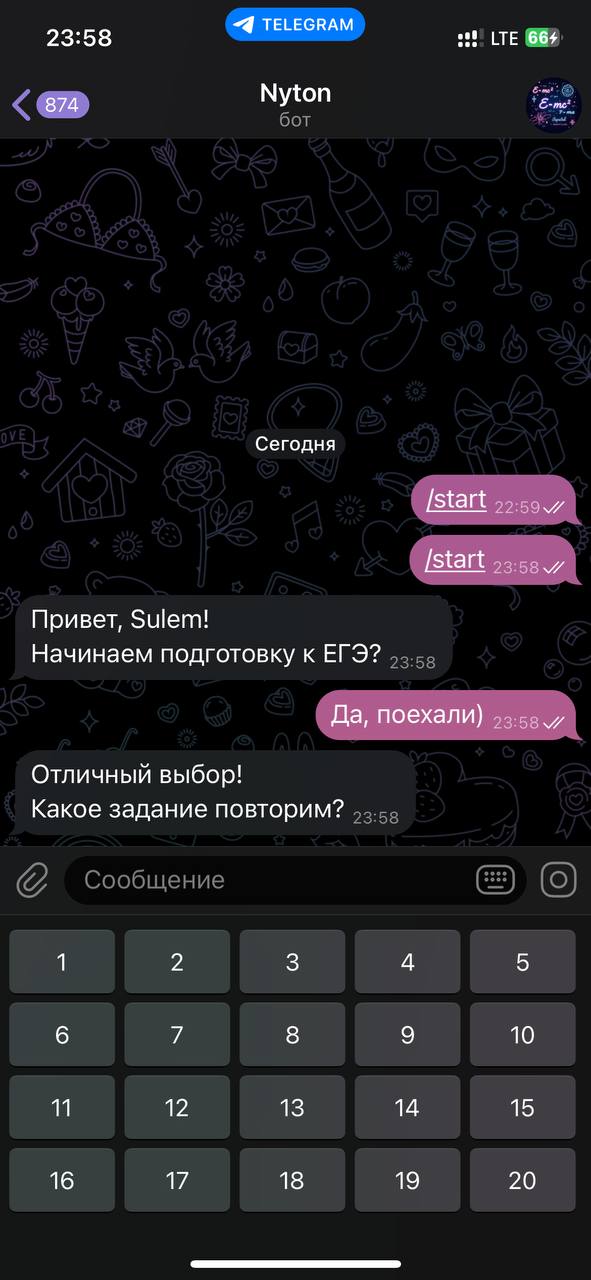 23:58
TELEGRAM
LTE
66
874
Nyton
бот
E=mc²
LOVE
Сегодня
/start 22:59
/start 23:58
Привет, Sulem!
Начинаем подготовку к ЕГЭ? 23:58
Да, поехали) 23:58
Отличный выбор!
Какое задание повторим? 23:58
Сообщение
1 2 3 4 5
6 7 8 9 10
11 12 13 14 15
16 17 18 19 20